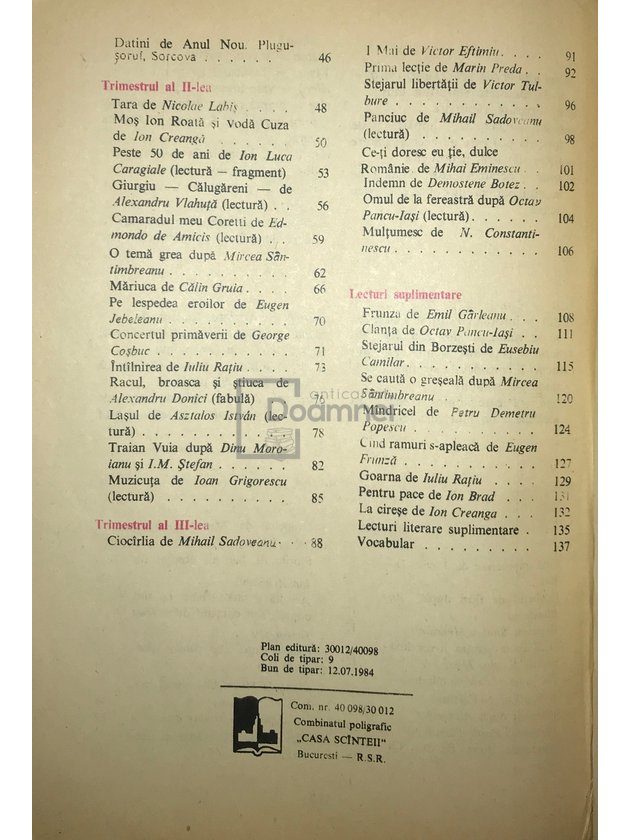 Datini de Anul Nou. Plugu-
șorul, Sorcova . . . . . . 46
Trimestrul al II-lea
Țara de Nicolae Labiș . . . . 48
Moș Ion Roată și Vodă Cuza
de Ion Creangă . . . . . . 50
Peste 50 de ani de Ion Luca
Caragiale (lectură — fragment) 53
Giurgiu — Călugăreni — de
Alexandru Vlahuță (lectură) . . 56
Camaradul meu Coretti de Ed-
mondo de Amicis (lectură) . . 59
O temă grea după Mircea Sân-
timbreanu . . . . . . . . . 62
Măriuca de Călin Gruia . . . . 66
Pe lespedea eroilor de Eugen
Jebeleanu . . . . . . . . . 70
Concertul primăverii de George
Coșbuc . . . . . . . . . . 71
Întîlnirea de Iuliu Rațiu . . . . 73
Racul, broasca și știuca de
Alexandru Donici (fabulă) 76
Lașul de Asztalos István (lec-
tură) . . . . . . . . . . . 78
Traian Vuia după Dinu Moro-
ianu și I.M. Ștefan . . . . . 82
Muzicuța de Ioan Grigorescu
(lectură) . . . . . . . . . 85
Trimestrul al III-lea
Ciocîrlia de Mihail Sadoveanu . . . 88
1 Mai de Victor Eftimiu . . . . 91
Prima lecție de Marin Preda . . 92
Stejarul libertății de Victor Tul-
bure . . . . . . . . . . . 96
Panciuc de Mihail Sadoveanu
(lectură) . . . . . . . . . 98
Ce-ți doresc eu ție, dulce
Românie de Mihai Eminescu . . 101
Îndemn de Demostene Botez . . 102
Omul de la fereastră după Octav
Pancu-Iași (lectură) . . . . . . 104
Mulțumesc de N. Constanti-
nescu . . . . . . . . . . . 106
Lecturi suplimentare
Frunza de Emil Gârleanu . . . 108
Clanța de Octav Pancu-Iași . . . 111
Stejarul din Borzești de Eusebiu
Camilar . . . . . . . . . . 115
Se caută o greșeală după Mircea
Sântimbreanu . . . . . . . 120
Mîndricel de Petru Demetru
Popescu . . . . . . . . . . 124
Cînd ramuri s-apleacă de Eugen
Frunză . . . . . . . . . . 127
Goarna de Iuliu Rațiu . . . . 129
Pentru pace de Ion Brad . . . 131
La cireșe de Ion Creanga . . . 132
Lecturi literare suplimentare . 135
Vocabular . . . . . . . . . 137
anticar
Doamnei
Plan editură: 30012/40098
Coli de tipar: 9
Bun de tipar: 12.07.1984
Com. nr. 40 098/30 012
Combinatul poligrafic
„CASA SCÎNTEII"
Bucuresti — R.S.R.